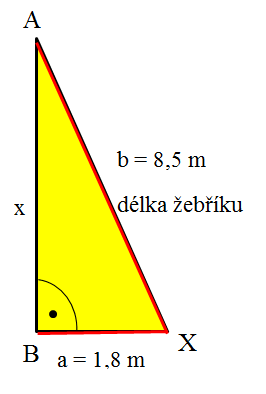 A
b = 8,5 m
délka žebříku
x
B
a = 1,8 m
X